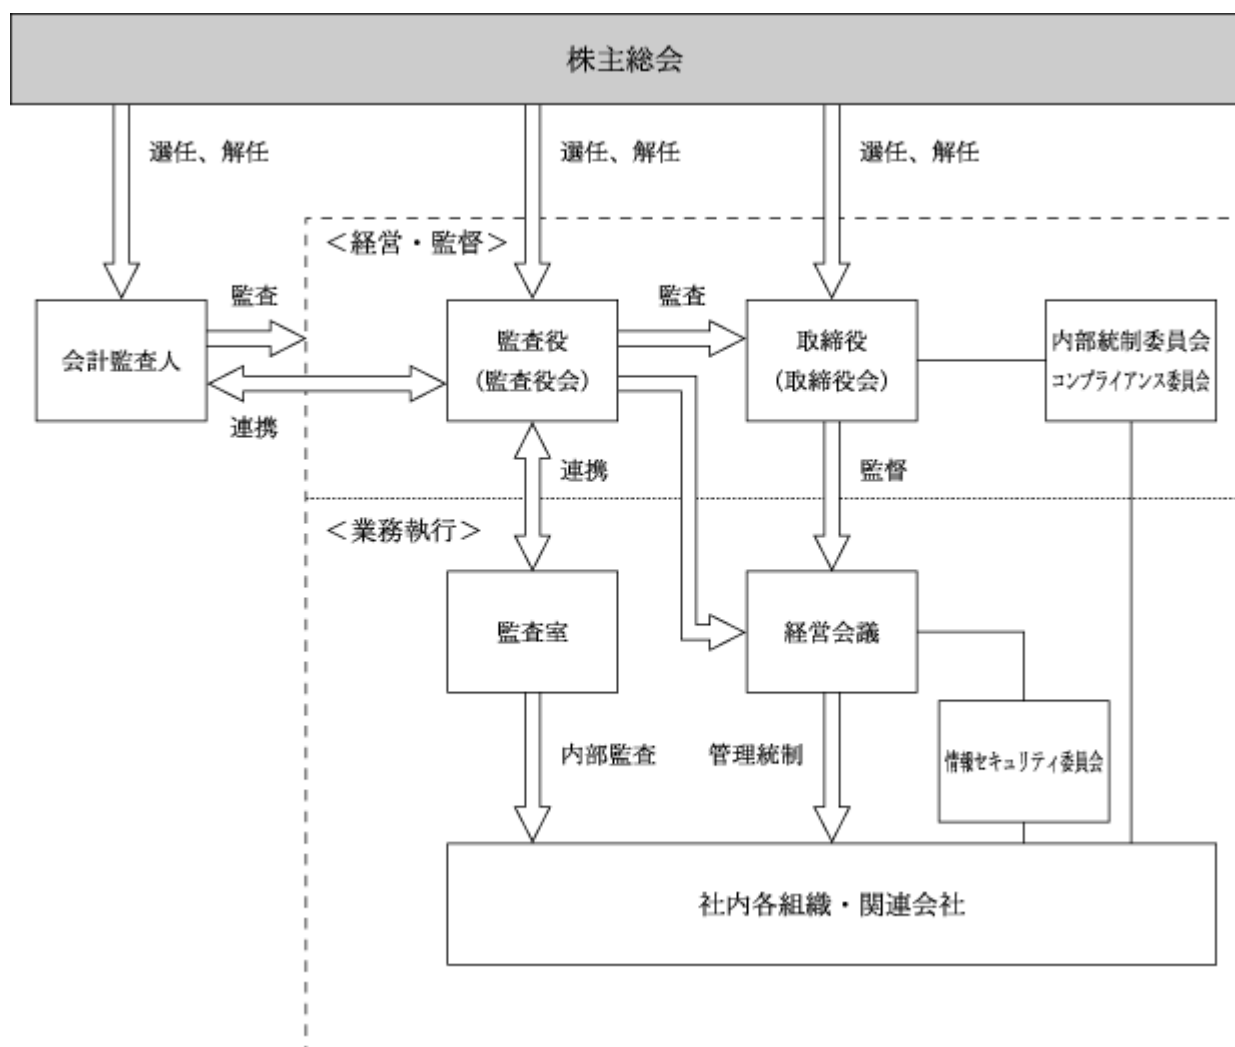 株主総会
選任、解任
選任、解任
選任、解任
＜経営・監督＞
監査
監査
会計監査人
監査役
(監査役会)
取締役
(取締役会)
内部統制委員会
コンプライアンス委員会
連携
連携
監督
＜業務執行＞
監査室
経営会議
内部監査
管理統制
情報セキュリティ委員会
社内各組織・関連会社